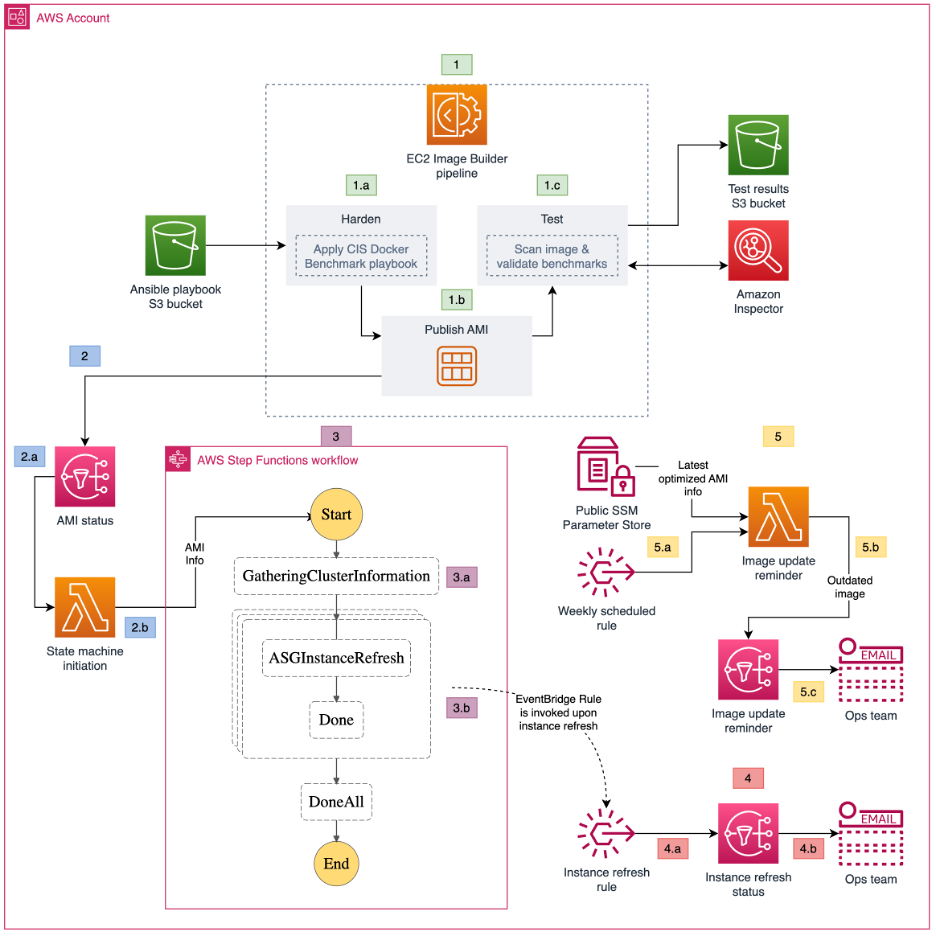 AWS Account
1
EC2 Image Builder
pipeline
1.a
1.c
Harden
Apply CIS Docker
Benchmark playbook
Test
Scan image &
validate benchmarks
Test results
S3 bucket
Ansible playbook
S3 bucket
Amazon
Inspector
1.b
Publish AMI
2
2.a
AMI status
AMI
Info
2.b
State machine
initiation
3
AWS Step Functions workflow
Start
GatheringClusterInformation
3.a
ASGInstanceRefresh
Done
3.b
DoneAll
End
EventBridge Rule
is invoked upon
instance refresh
5
Latest
optimized AMI
info
Public SSM
Parameter Store
5.a
Weekly scheduled
rule
Image update
reminder
5.b
Outdated
image
Image update
reminder
5.c
EMAIL
Ops team
4
Instance refresh
rule
4.a
Instance refresh
status
4.b
EMAIL
Ops team